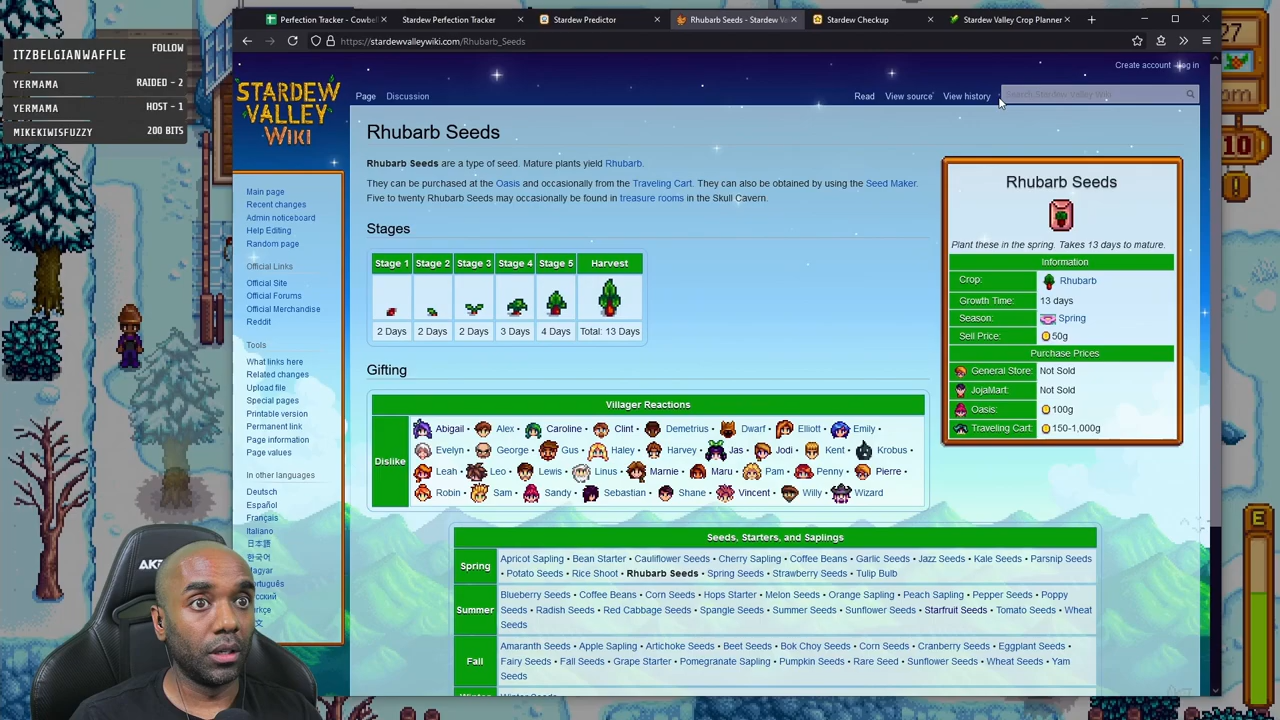 ITZBELGIANWAFFLE
FOLLOW
YERMAMA
RAIDED - 2
YERMAMA
HOST - 1
MIKEKIWISFUZZY
200 BITS
Perfection Tracker - Cowbel
Stardew Perfection Tracker
Stardew Predictor
Rhubarb Seeds - Stardew Va
Stardew Checkup
Stardew Valley Crop Planner
https://stardewvalleywiki.com/Rhubarb_Seeds
Create account Log in
STARDEW VALLEY WIKI
Page
Discussion
Read
View source
View history
Search Stardew Valley Wiki
Main page
Recent changes
Admin noticeboard
Help Editing
Random page
Official Links
Official Site
Official Forums
Official Merchandise
Reddit
Tools
What links here
Related changes
Upload file
Special pages
Printable version
Permanent link
Page information
Page values
In other languages
Deutsch
Español
Français
Italiano
日本語
한국어
Rhubarb Seeds
Rhubarb Seeds are a type of seed. Mature plants yield Rhubarb.
They can be purchased at the Oasis and occasionally from the Traveling Cart. They can also be obtained by using the Seed Maker.
Five to twenty Rhubarb Seeds may occasionally be found in treasure rooms in the Skull Cavern.
Stages
Stage 1 Stage 2 Stage 3 Stage 4 Stage 5 Harvest
2 Days 2 Days 2 Days 3 Days 4 Days Total: 13 Days
Gifting
Villager Reactions
Dislike
Abigail • Alex • Caroline • Clint • Demetrius • Dwarf • Elliott • Emily •
Evelyn • George • Gus • Haley • Harvey • Jas • Jodi • Kent • Krobus •
Leah • Leo • Lewis • Linus • Marnie • Maru • Pam • Penny • Pierre •
Robin • Sam • Sandy • Sebastian • Shane • Vincent • Willy • Wizard
Rhubarb Seeds
Plant these in the spring. Takes 13 days to mature.
Information
Crop: Rhubarb
Growth Time: 13 days
Season: Spring
Sell Price: 50g
Purchase Prices
General Store: Not Sold
JojaMart: Not Sold
Oasis: 100g
Traveling Cart: 150-1,000g
Seeds, Starters, and Saplings
Spring
Apricot Sapling • Bean Starter • Cauliflower Seeds • Cherry Sapling • Coffee Beans • Garlic Seeds • Jazz Seeds • Kale Seeds • Parsnip Seeds
• Potato Seeds • Rice Shoot • Rhubarb Seeds • Spring Seeds • Strawberry Seeds • Tulip Bulb
Summer
Blueberry Seeds • Coffee Beans • Corn Seeds • Hops Starter • Melon Seeds • Orange Sapling • Peach Sapling • Pepper Seeds • Poppy
Seeds • Radish Seeds • Red Cabbage Seeds • Spangle Seeds • Summer Seeds • Sunflower Seeds • Starfruit Seeds • Tomato Seeds • Wheat
Seeds
Fall
Amaranth Seeds • Apple Sapling • Artichoke Seeds • Beet Seeds • Bok Choy Seeds • Corn Seeds • Cranberry Seeds • Eggplant Seeds •
Fairy Seeds • Fall Seeds • Grape Starter • Pomegranate Sapling • Pumpkin Seeds • Rare Seed • Sunflower Seeds • Wheat Seeds • Yam
Seeds
27
10
E